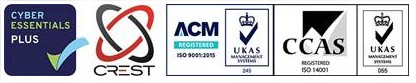 CYBER
ESSENTIALS
PLUS
CREST
ACM
REGISTERED
ISO 9001:2015
UKAS
MANAGEMENT
SYSTEMS
245
CCAS
REGISTERED
ISO 14001
UKAS
MANAGEMENT
SYSTEMS
055